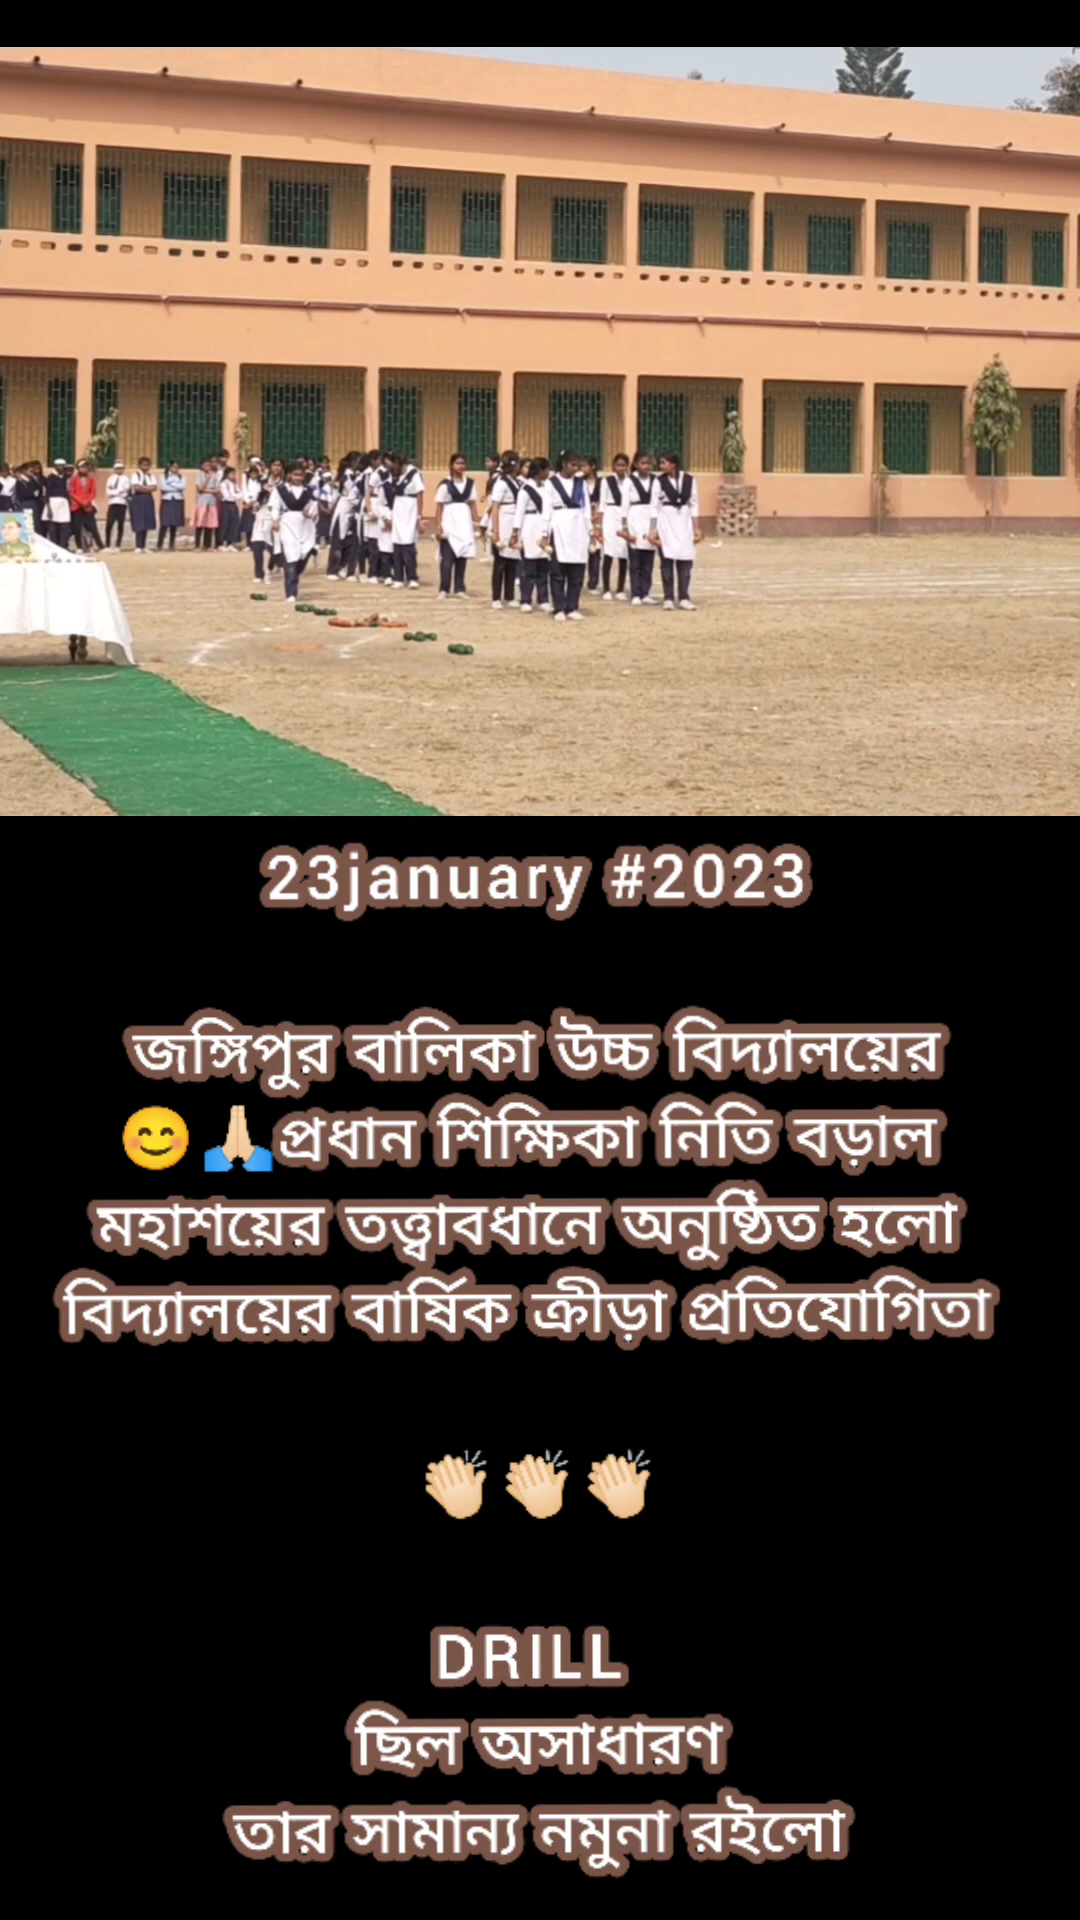 23january #2023
জঙ্গিপুর বালিকা উচ্চ বিদ্যালয়ের
😊🙏🏻প্রধান শিক্ষিকা নিতি বড়াল
মহাশয়ের তত্ত্বাবধানে অনুষ্ঠিত হলো
বিদ্যালয়ের বার্ষিক ক্রীড়া প্রতিযোগিতা
👏🏻👏🏻👏🏻
DRILL
ছিল অসাধারণ
তার সামান্য নমুনা রইলো